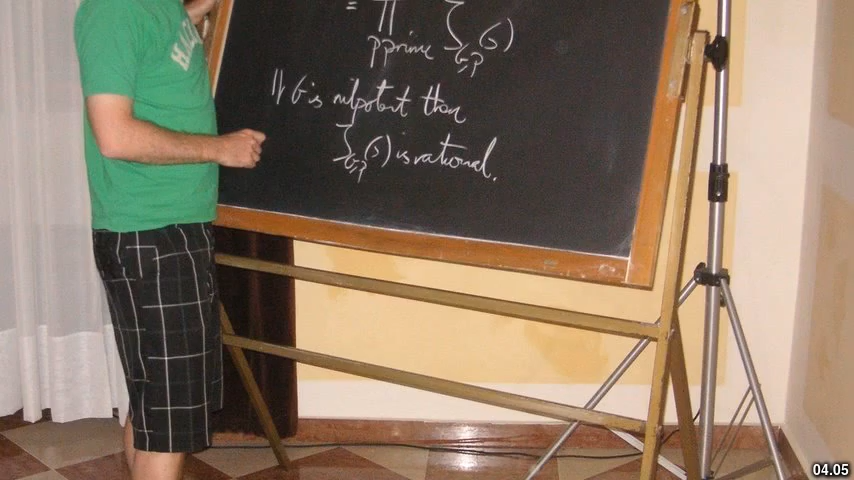 = ∏ ζ_{G,p}(s)
p prime
If G is nilpotent then
ζ_{G,p}(s) is rational.
04.05